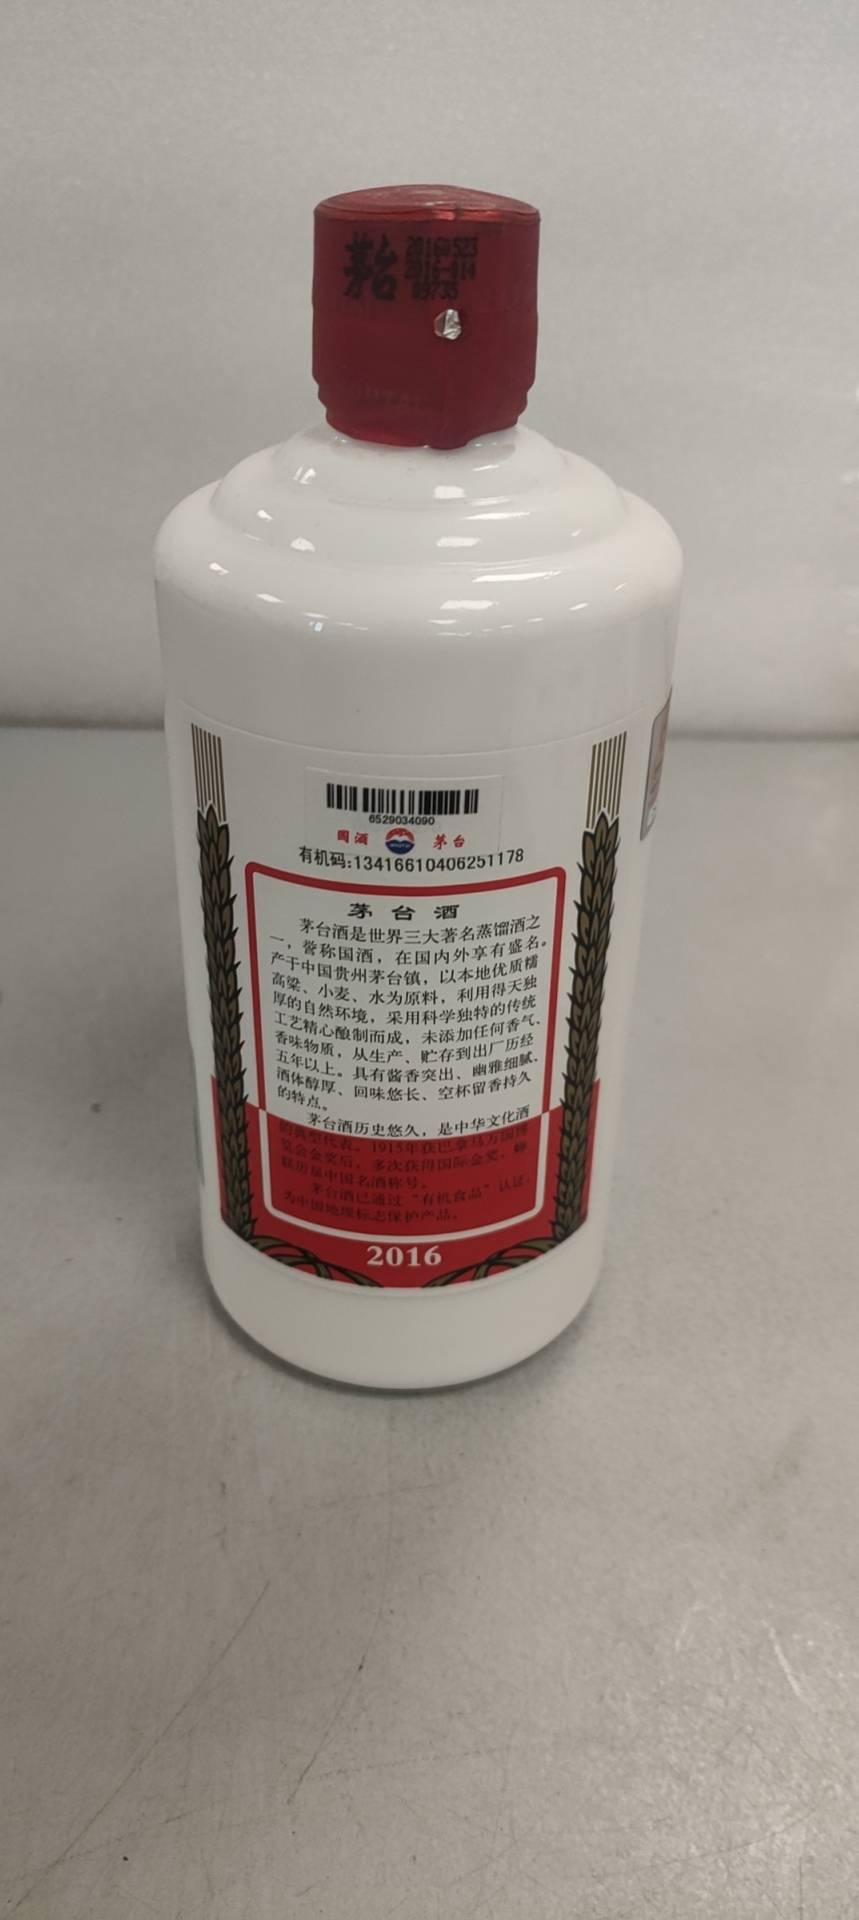 茅台
2016-014
6529034090
国酒 茅台
有机码:13416610406251178
茅台酒
茅台酒是世界三大著名蒸馏酒之
一，誉称国酒，在国内外享有盛名。
产于中国贵州茅台镇，以本地优质糯
高粱、小麦、水为原料，利用得天独
厚的自然环境，采用科学独特的传统
工艺精心酿制而成，未添加任何香气、
香味物质，从生产、贮存到出厂历经
五年以上。具有酱香突出、幽雅细腻、
酒体醇厚、回味悠长、空杯留香持久
的特点。
茅台酒历史悠久，是中华文化酒
的典型代表。1915年获巴拿马万国博
览会金奖后，多次获得国际金奖，蝉
联历届中国名酒称号。
茅台酒已通过“有机食品”认证，
为中国地理标志保护产品。
2016